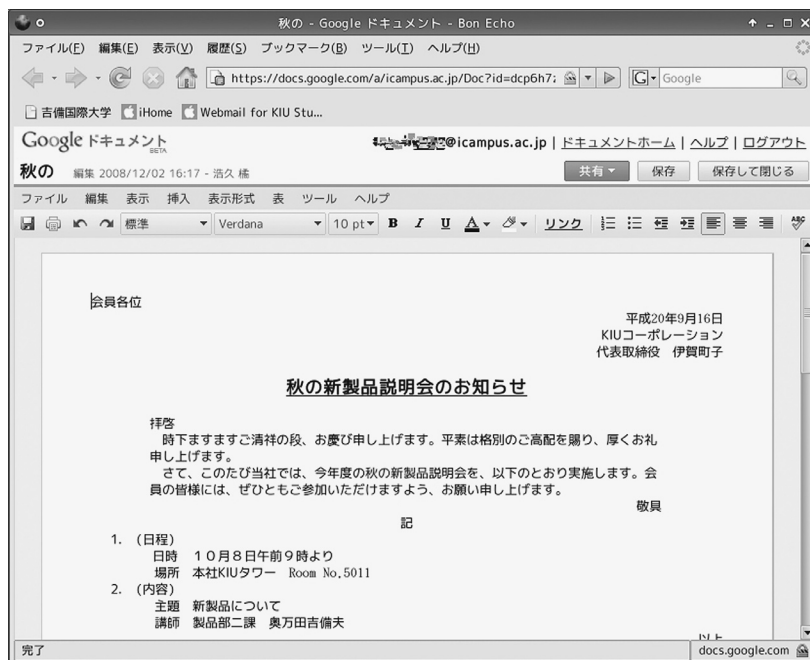 秋の - Google ドキュメント - Bon Echo
ファイル(F) 編集(E) 表示(V) 履歴(S) ブックマーク(B) ツール(T) ヘルプ(H)
https://docs.google.com/a/icampus.ac.jp/Doc?id=dcp6h7z
G Google
吉備国際大学 iHome Webmail for KIU Stu...
Google ドキュメント BETA
@icampus.ac.jp | ドキュメントホーム | ヘルプ | ログアウト
秋の 編集 2008/12/02 16:17 - 浩久 橘 共有 保存 保存して閉じる
ファイル 編集 表示 挿入 表示形式 表 ツール ヘルプ
標準 Verdana 10 pt B I U A リンク ABC
会員各位
平成20年9月16日
KIUコーポレーション
代表取締役 伊賀町子
秋の新製品説明会のお知らせ
拝啓
時下ますますご清祥の段、お慶び申し上げます。平素は格別のご高配を賜り、厚くお礼
申し上げます。
さて、このたび当社では、今年度の秋の新製品説明会を、以下のとおり実施します。会
員の皆様には、ぜひともご参加いただけますよう、お願い申し上げます。
敬具
記
1. (日程)
日時 10月8日午前9時より
場所 本社KIUタワー Room No.5011
2. (内容)
主題 新製品について
講師 製品部二課 奥万田吉備夫
以上
完了 docs.google.com